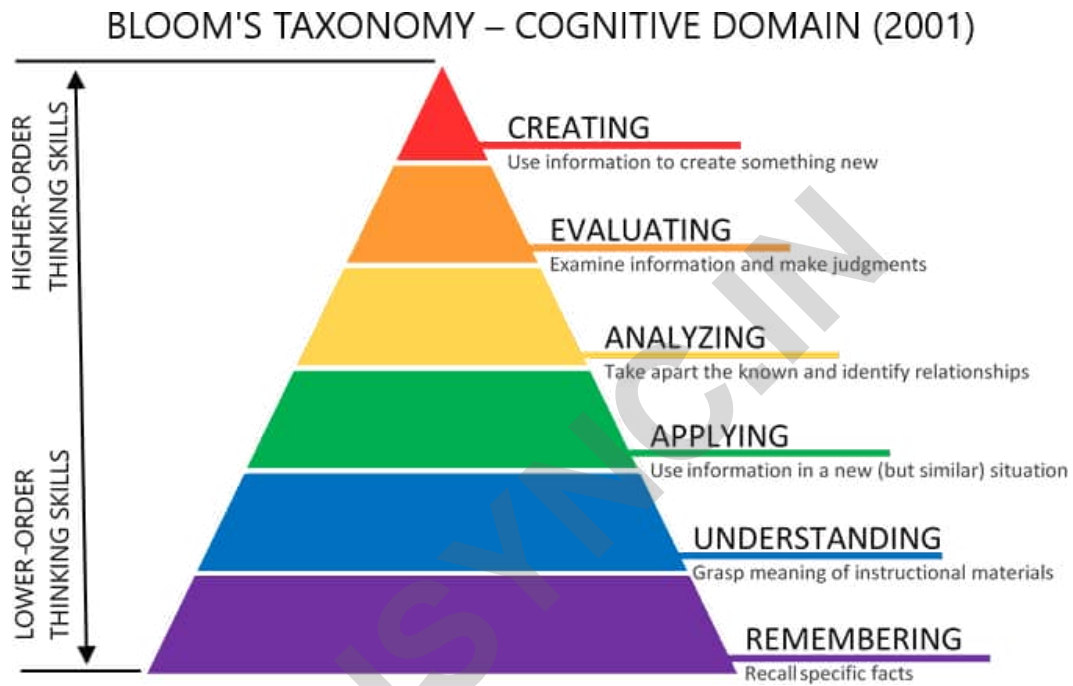 BLOOM'S TAXONOMY – COGNITIVE DOMAIN (2001)
HIGHER-ORDER
THINKING SKILLS
LOWER-ORDER
THINKING SKILLS
CREATING
Use information to create something new
EVALUATING
Examine information and make judgments
ANALYZING
Take apart the known and identify relationships
APPLYING
Use information in a new (but similar) situation
UNDERSTANDING
Grasp meaning of instructional materials
REMEMBERING
Recall specific facts